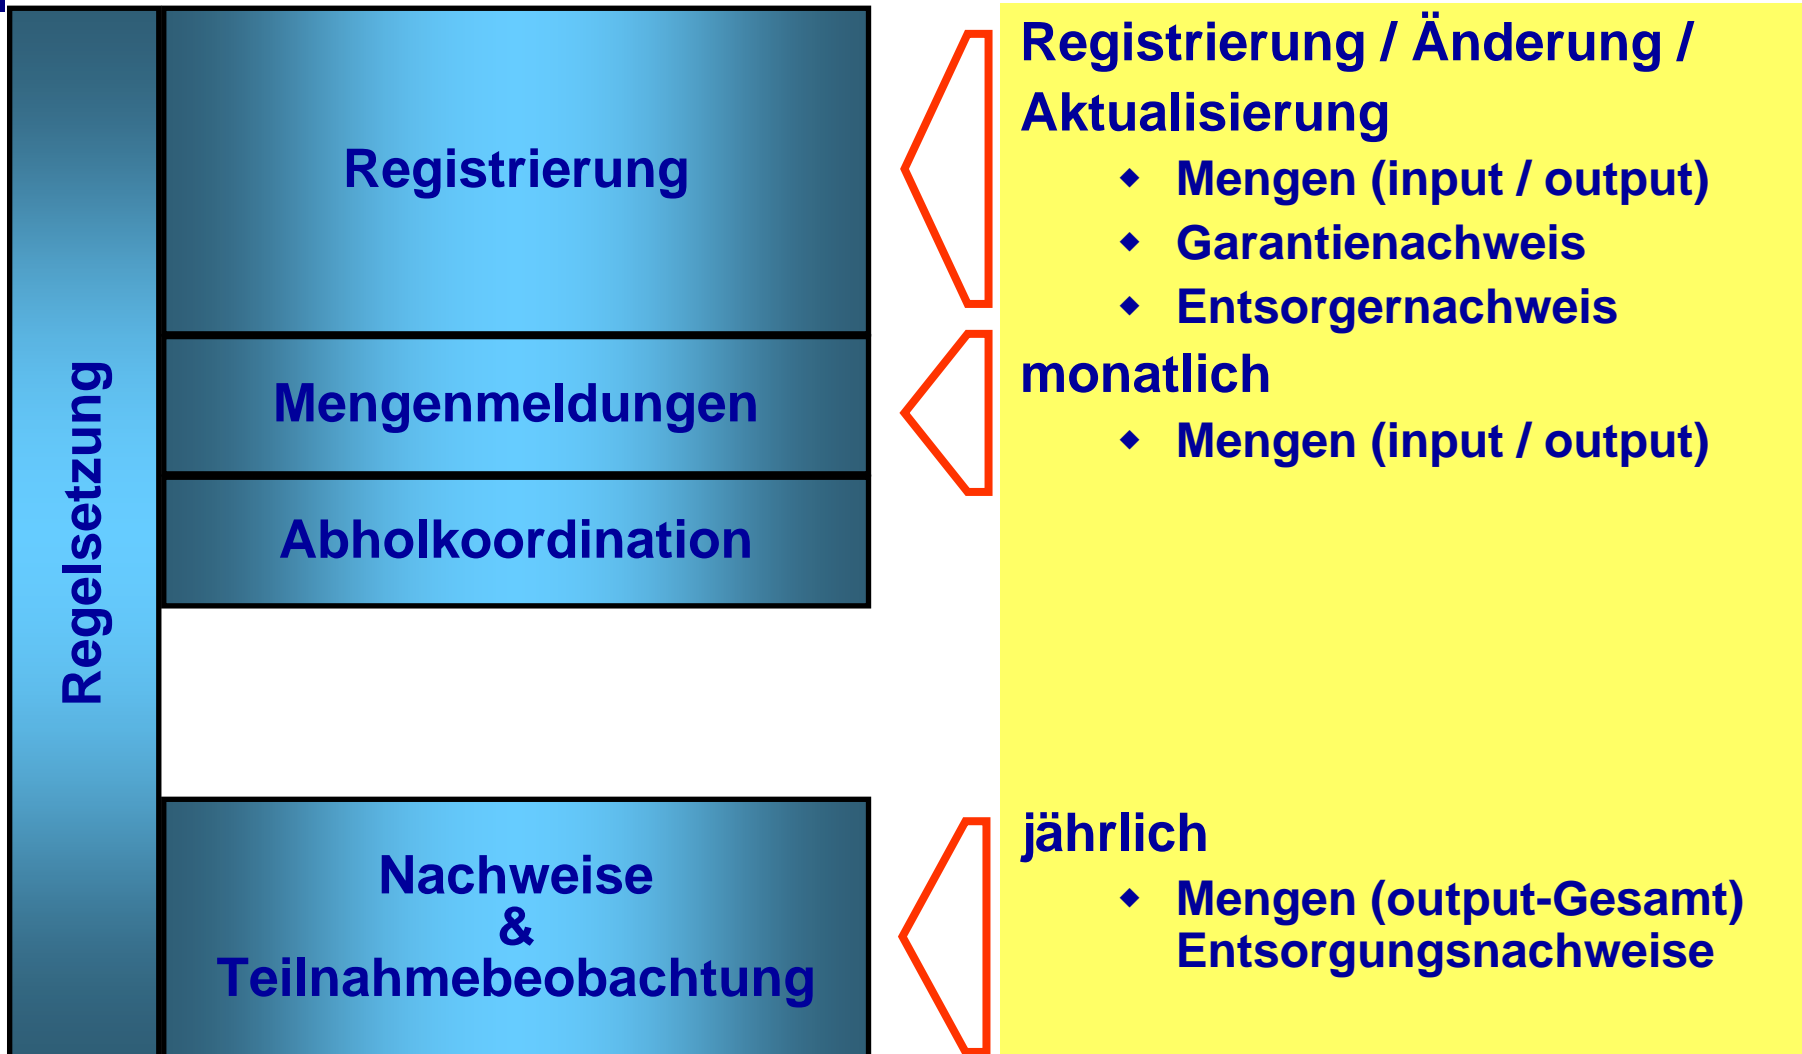 Regelsetzung
Registrierung
Mengenmeldungen
Abholkoordination
Nachweise
&
Teilnahmebeobachtung
Registrierung / Änderung /
Aktualisierung
◆ Mengen (input / output)
◆ Garantienachweis
◆ Entsorgernachweis
monatlich
◆ Mengen (input / output)
jährlich
◆ Mengen (output-Gesamt)
Entsorgungsnachweise